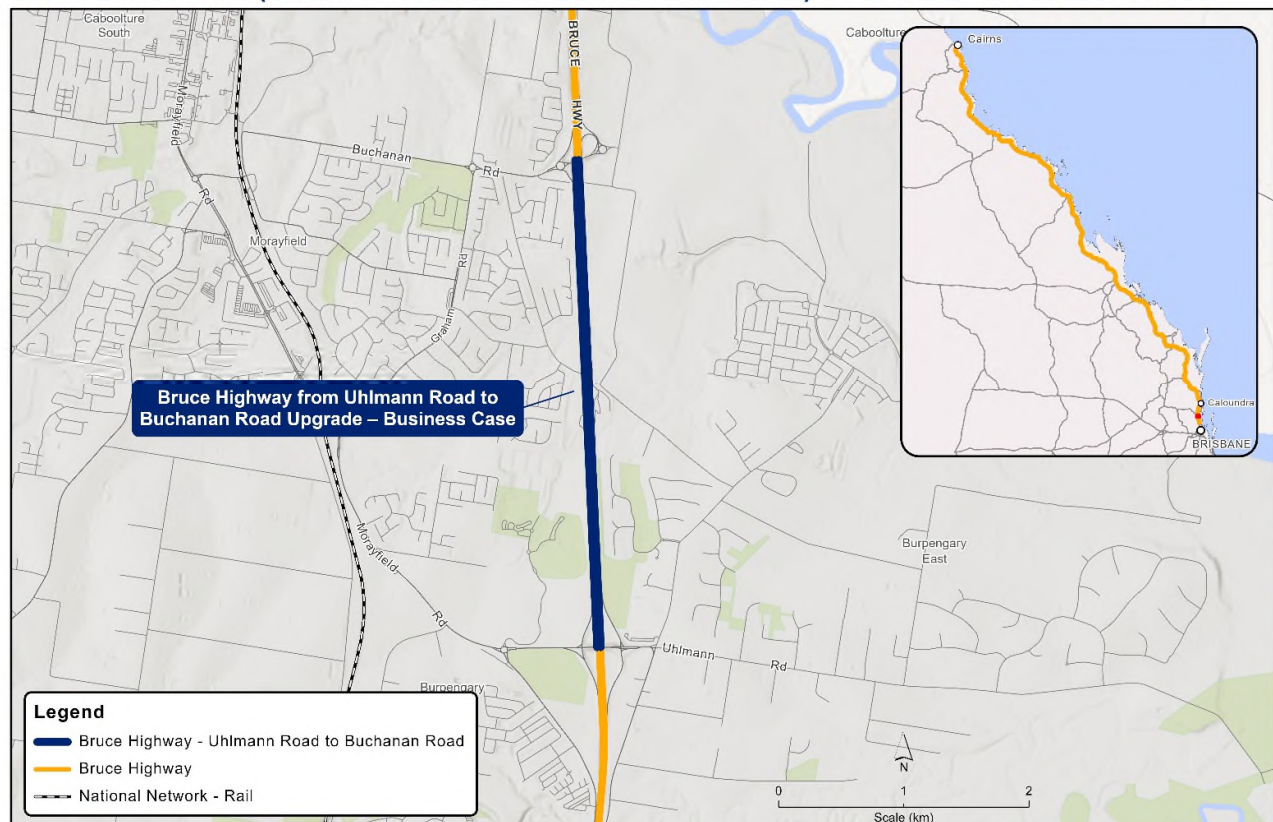 Caboolture
South
BRUCE HWY
Caboolture
Cairns
Morayfield
Rd
Buchanan
Rd
Morayfield
Graham
Rd
Caloundra
BRISBANE
Bruce Highway from Uhlmann Road to
Buchanan Road Upgrade – Business Case
Morayfield
Rd
Burpengary
East
Uhlmann
Rd
Burpengary
Legend
Bruce Highway - Uhlmann Road to Buchanan Road
Bruce Highway
National Network - Rail
N
0 1 2
Scale (km)